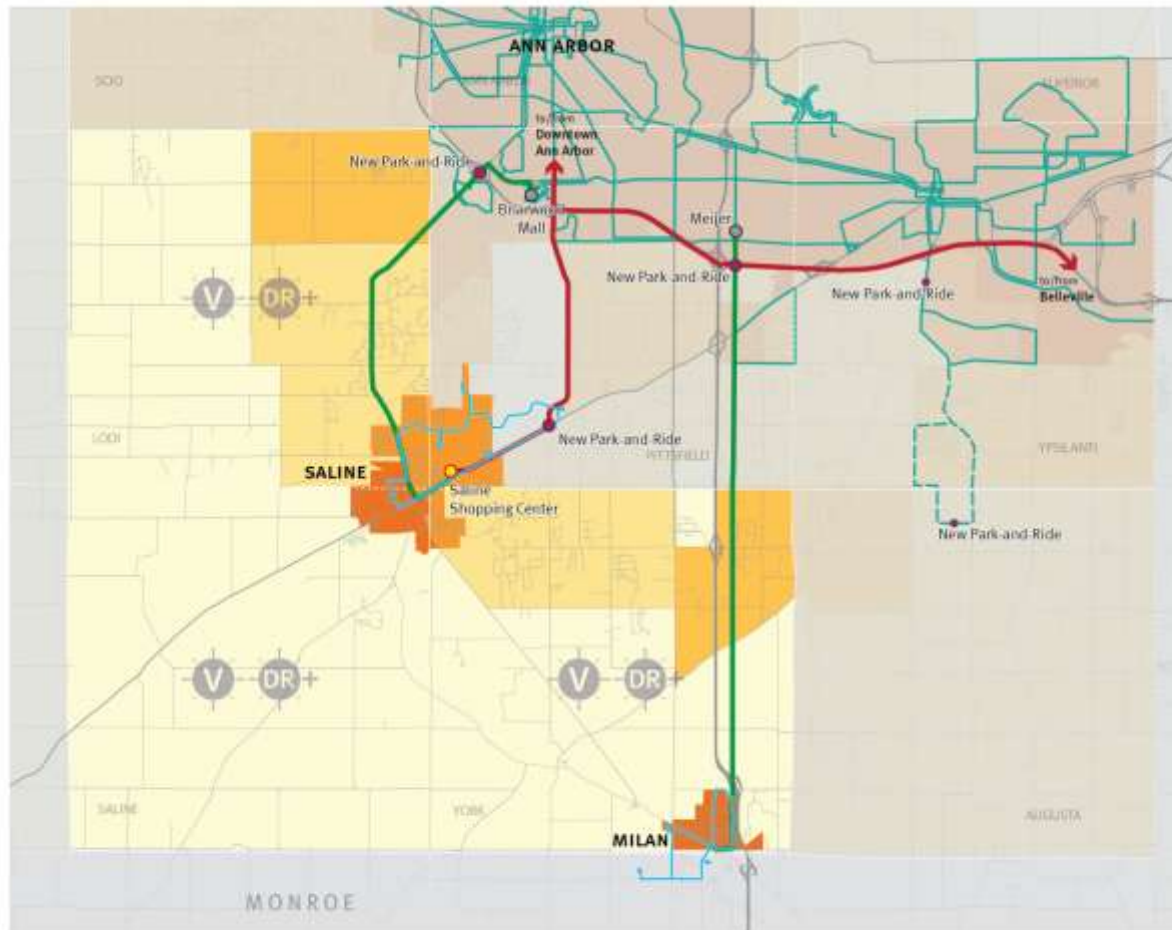 ANN ARBOR
SCIO
ANN ARBOR
SUPERIOR
to/from
Downtown
Ann Arbor
New Park-and-Ride
Briarwood
Mall
Meijer
New Park-and-Ride
to/from
Belleville
New Park-and-Ride
V
DR+
LODI
New Park-and-Ride
PITTSFIELD
YPSILANTI
SALINE
Saline
Shopping Center
New Park-and-Ride
V
DR+
V
DR+
SALINE
YORK
AUGUSTA
MILAN
MONROE